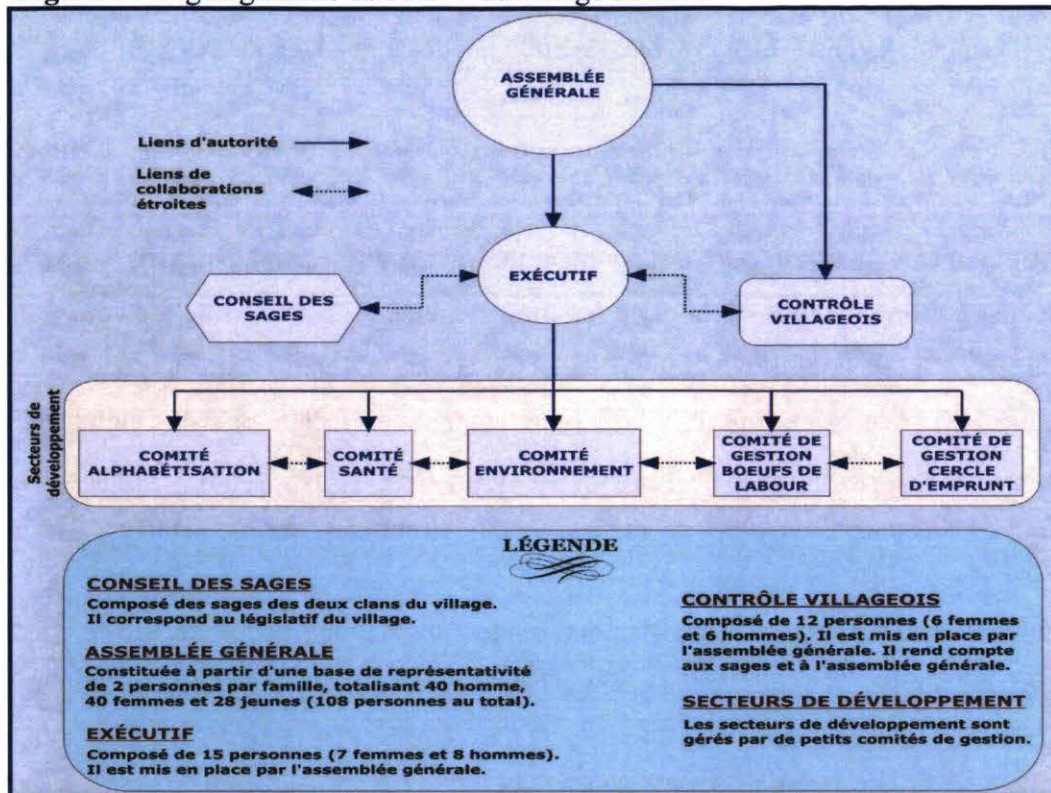 ASSEMBLÉE
GÉNÉRALE
Liens d'autorité
Liens de
collaborations
étroites
EXÉCUTIF
CONSEIL DES
SAGES
CONTRÔLE
VILLAGEOIS
Secteurs de
développement
COMITÉ
ALPHABÉTISATION
COMITÉ
SANTÉ
COMITÉ
ENVIRONNEMENT
COMITÉ DE
GESTION
BOEUFS DE
LABOUR
COMITÉ DE
GESTION
CERCLE
D'EMPRUNT
LÉGENDE
CONSEIL DES SAGES
Composé des sages des deux clans du village.
Il correspond au législatif du village.
ASSEMBLÉE GÉNÉRALE
Constituée à partir d'une base de représentativité
de 2 personnes par famille, totalisant 40 homme,
40 femmes et 28 jeunes (108 personnes au total).
EXÉCUTIF
Composé de 15 personnes (7 femmes et 8 hommes).
Il est mis en place par l'assemblée générale.
CONTRÔLE VILLAGEOIS
Composé de 12 personnes (6 femmes
et 6 hommes). Il est mis en place par
l'assemblée générale. Il rend compte
aux sages et à l'assemblée générale.
SECTEURS DE DÉVELOPPEMENT
Les secteurs de développement sont
gérés par de petits comités de gestion.